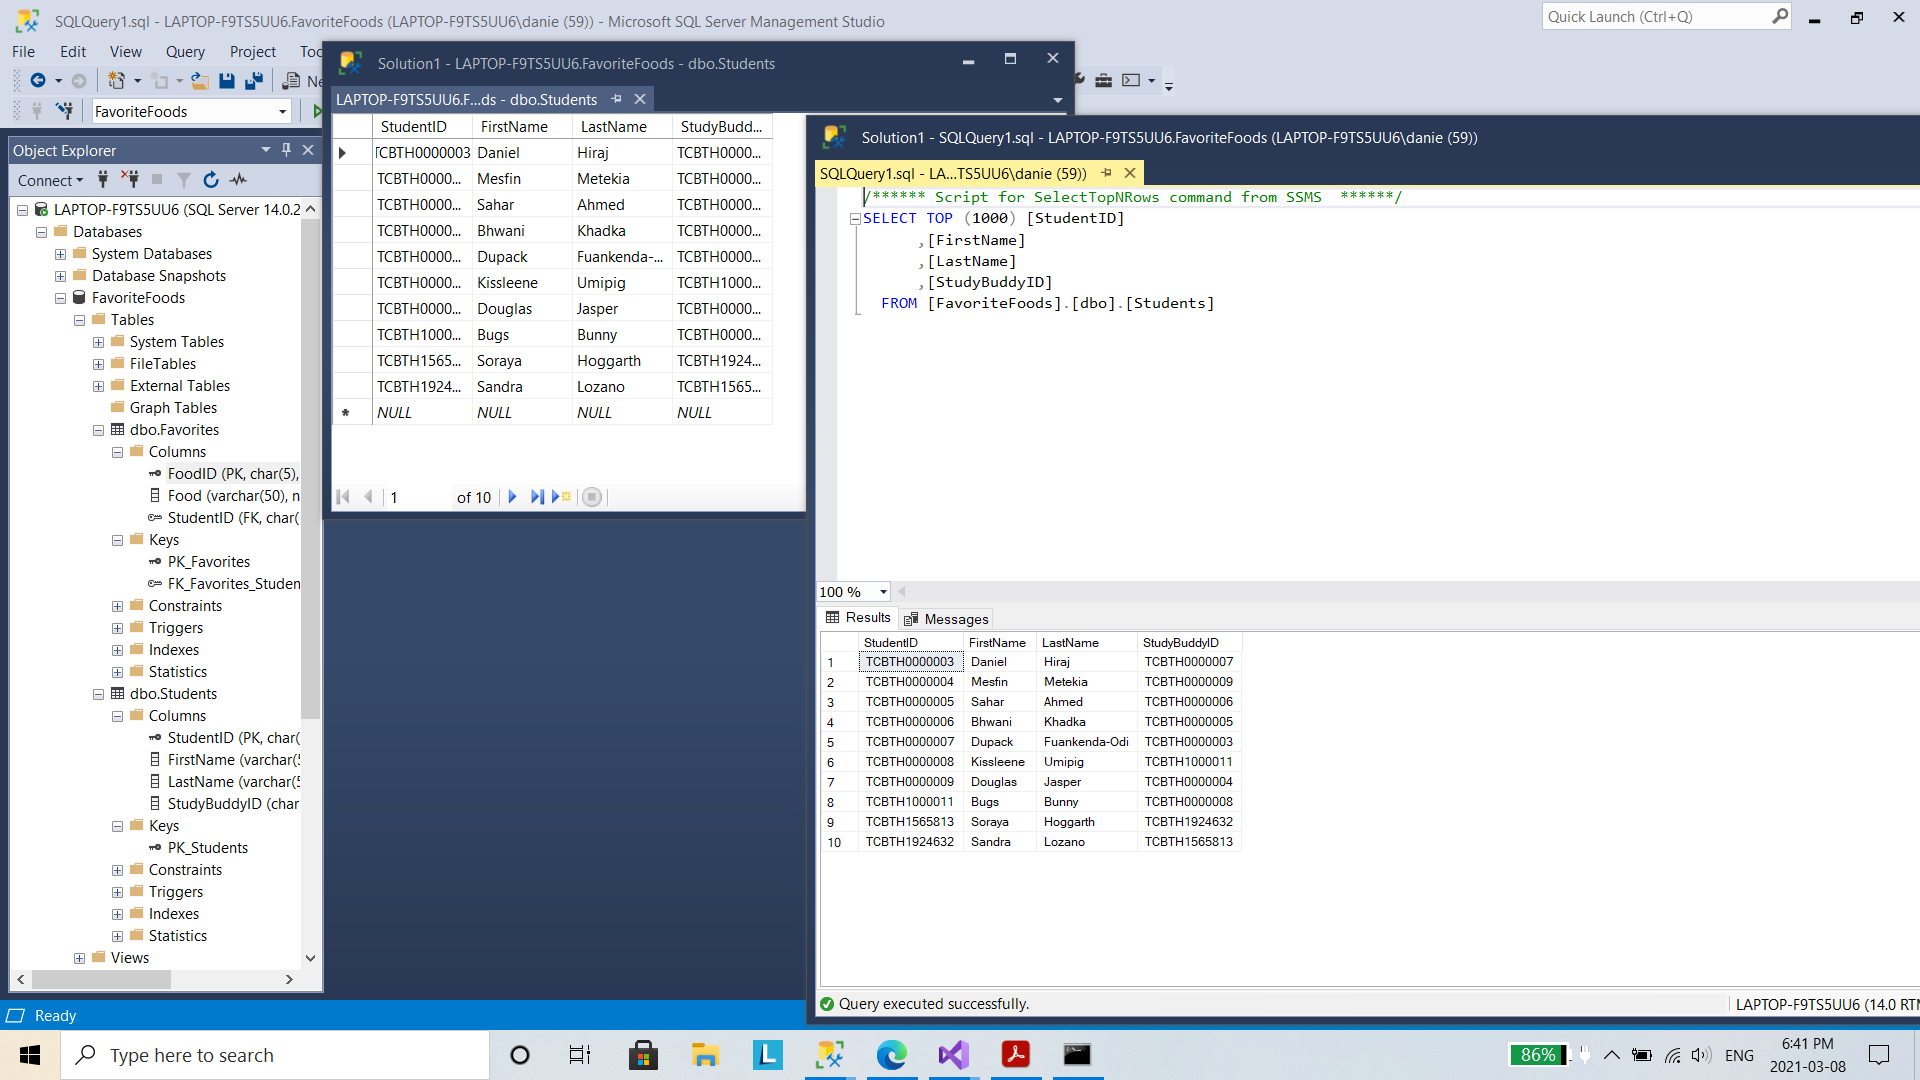 SQLQuery1.sql - LAPTOP-F9TS5UU6.FavoriteFoods (LAPTOP-F9TS5UU6\danie (59)) - Microsoft SQL Server Management Studio
Quick Launch (Ctrl+Q)
File Edit View Query Project Too
Ne
FavoriteFoods
Object Explorer
Connect
LAPTOP-F9TS5UU6 (SQL Server 14.0.2
Databases
System Databases
Database Snapshots
FavoriteFoods
Tables
System Tables
FileTables
External Tables
Graph Tables
dbo.Favorites
Columns
FoodID (PK, char(5),
Food (varchar(50), n
StudentID (FK, char(
Keys
PK_Favorites
FK_Favorites_Studen
Constraints
Triggers
Indexes
Statistics
dbo.Students
Columns
StudentID (PK, char(
FirstName (varchar(5
LastName (varchar(5
StudyBuddyID (char
Keys
PK_Students
Constraints
Triggers
Indexes
Statistics
Views
Solution1 - LAPTOP-F9TS5UU6.FavoriteFoods - dbo.Students
LAPTOP-F9TS5UU6.F...ds - dbo.Students
StudentID FirstName LastName StudyBudd...
TCBTH0000003 Daniel Hiraj TCBTH0000...
TCBTH0000... Mesfin Metekia TCBTH0000...
TCBTH0000... Sahar Ahmed TCBTH0000...
TCBTH0000... Bhwani Khadka TCBTH0000...
TCBTH0000... Dupack Fuankenda-... TCBTH0000...
TCBTH0000... Kissleene Umipig TCBTH1000...
TCBTH0000... Douglas Jasper TCBTH0000...
TCBTH1000... Bugs Bunny TCBTH0000...
TCBTH1565... Soraya Hoggarth TCBTH1924...
TCBTH1924... Sandra Lozano TCBTH1565...
* NULL NULL NULL NULL
1 of 10
Solution1 - SQLQuery1.sql - LAPTOP-F9TS5UU6.FavoriteFoods (LAPTOP-F9TS5UU6\danie (59))
SQLQuery1.sql - LA...TS5UU6\danie (59))
/****** Script for SelectTopNRows command from SSMS ******/
SELECT TOP (1000) [StudentID]
,[FirstName]
,[LastName]
,[StudyBuddyID]
FROM [FavoriteFoods].[dbo].[Students]
100 %
Results Messages
StudentID FirstName LastName StudyBuddyID
1 TCBTH0000003 Daniel Hiraj TCBTH0000007
2 TCBTH0000004 Mesfin Metekia TCBTH0000009
3 TCBTH0000005 Sahar Ahmed TCBTH0000006
4 TCBTH0000006 Bhwani Khadka TCBTH0000005
5 TCBTH0000007 Dupack Fuankenda-Odi TCBTH0000003
6 TCBTH0000008 Kissleene Umipig TCBTH1000011
7 TCBTH0000009 Douglas Jasper TCBTH0000004
8 TCBTH1000011 Bugs Bunny TCBTH0000008
9 TCBTH1565813 Soraya Hoggarth TCBTH1924632
10 TCBTH1924632 Sandra Lozano TCBTH1565813
Query executed successfully.
LAPTOP-F9TS5UU6 (14.0 RTM
Ready
Type here to search
L
86%
ENG
6:41 PM
2021-03-08